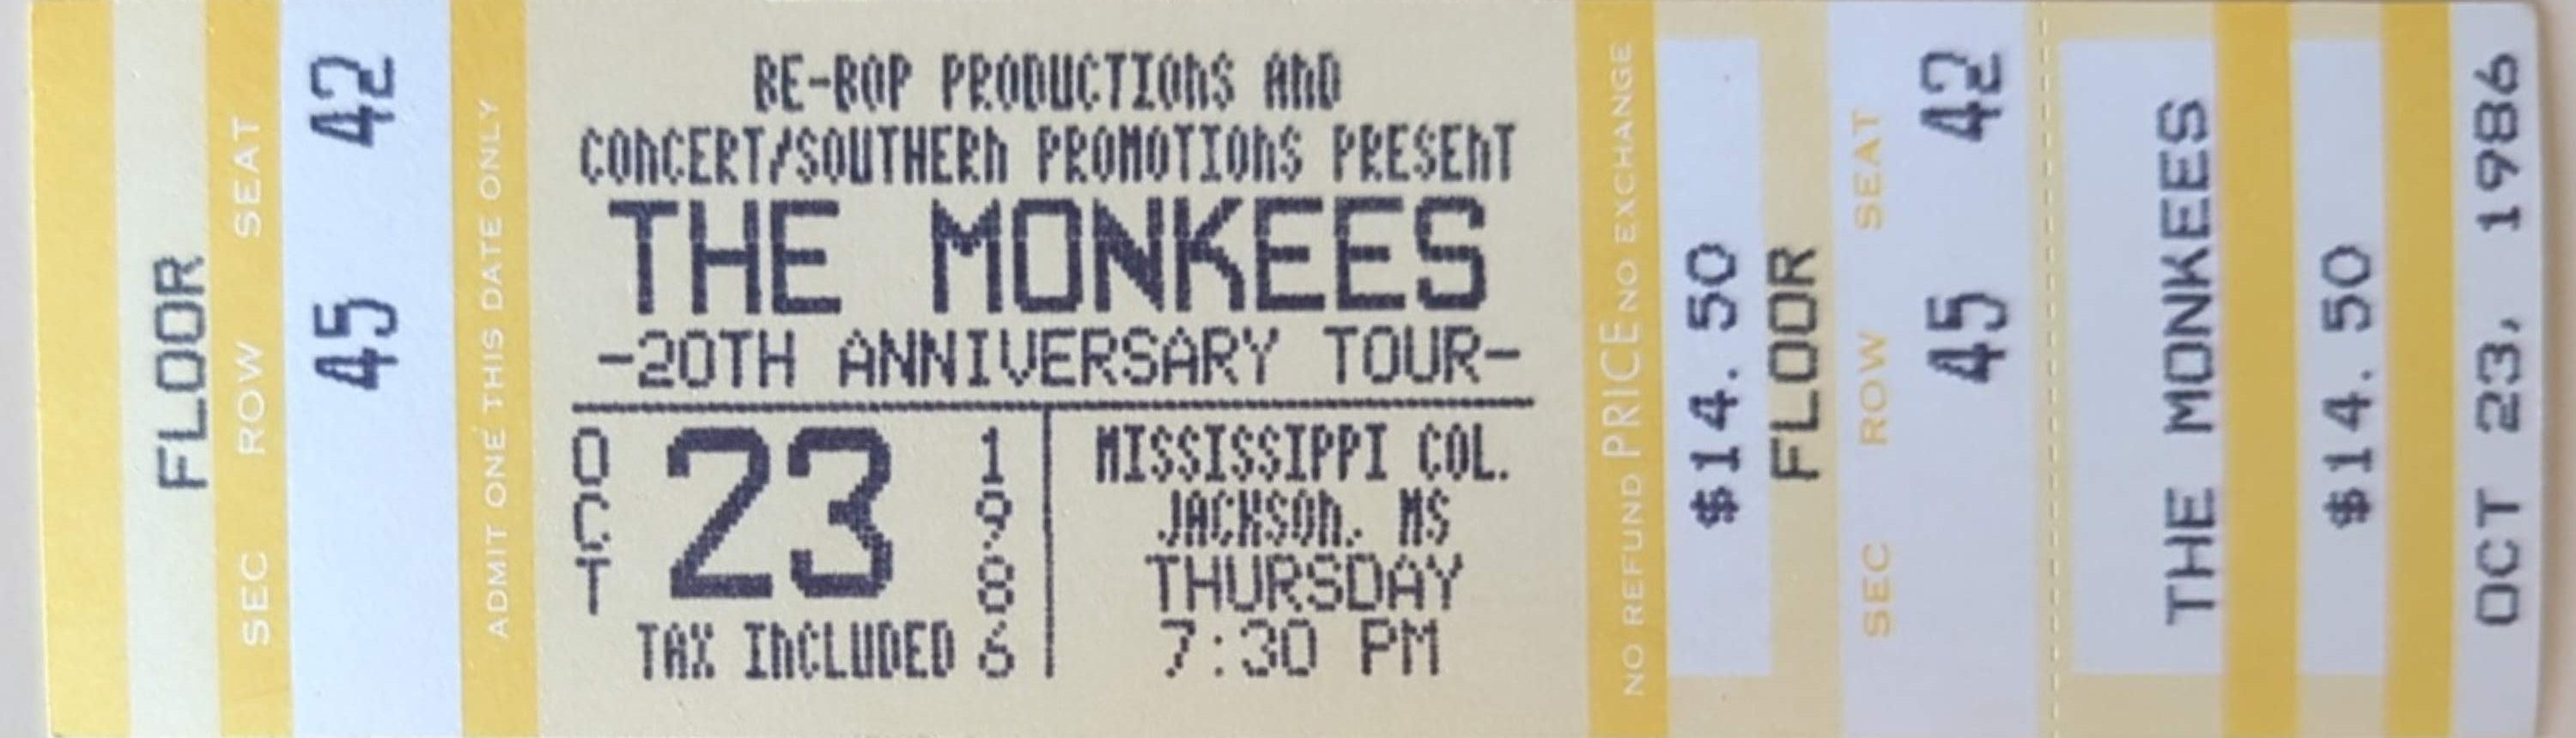 FLOOR
SEC ROW SEAT
45 42
ADMIT ONE THIS DATE ONLY
BE-BOP PRODUCTIONS AND
CONCERT/SOUTHERN PROMOTIONS PRESENT
THE MONKEES
-20TH ANNIVERSARY TOUR-
OCT 23 1986
TAX INCLUDED
MISSISSIPPI COL.
JACKSON, MS
THURSDAY
7:30 PM
NO REFUND PRICE NO EXCHANGE
$14.50
FLOOR
SEC ROW SEAT
45 42
THE MONKEES
$14.50
OCT 23, 1986